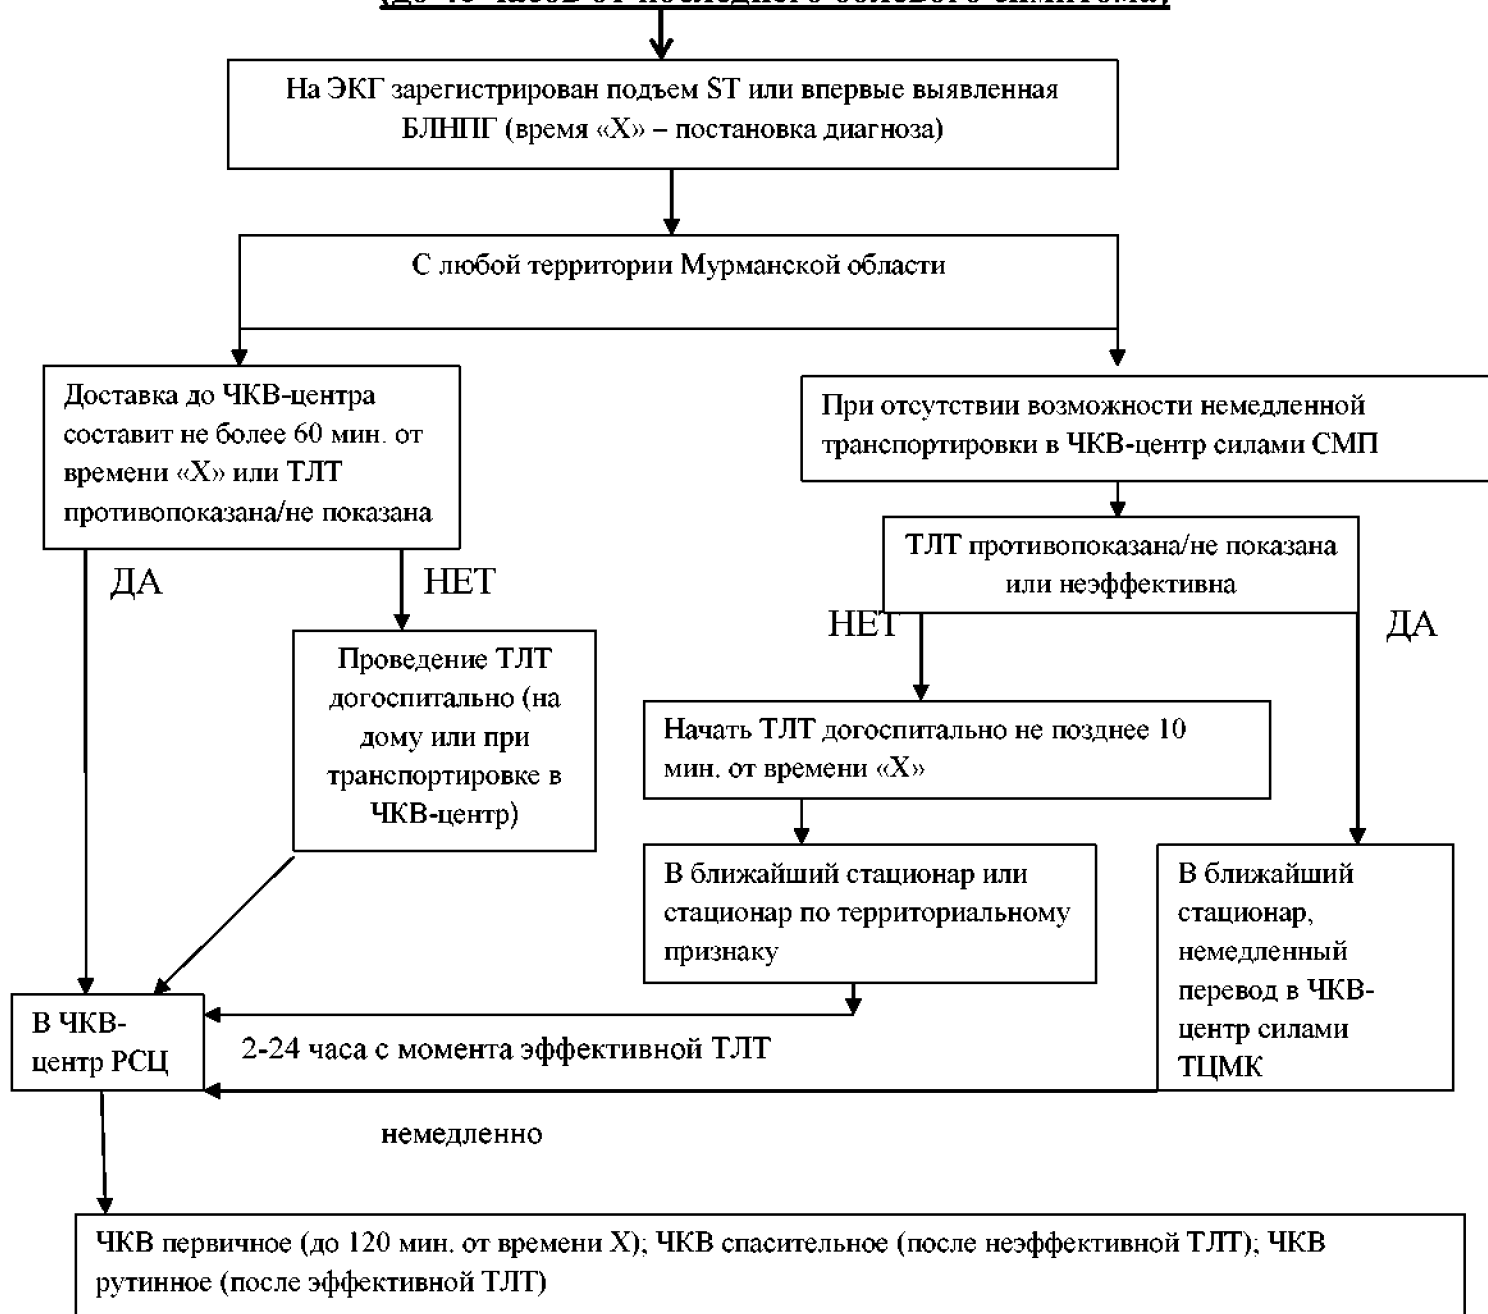 На ЭКГ зарегистрирован подъем ST или впервые выявленная
БЛНПГ (время «X» – постановка диагноза)
С любой территории Мурманской области
Доставка до ЧКВ-центра
составит не более 60 мин. от
времени «X» или ТЛТ
противопоказана/не показана
При отсутствии возможности немедленной
транспортировки в ЧКВ-центр силами СМП
ТЛТ противопоказана/не показана
или неэффективна
ДА
НЕТ
НЕТ
ДА
Проведение ТЛТ
догоспитально (на
дому или при
транспортировке в
ЧКВ-центр)
Начать ТЛТ догоспитально не позднее 10
мин. от времени «X»
В ближайший стационар или
стационар по территориальному
признаку
В ближайший
стационар,
немедленный
перевод в ЧКВ-
центр силами
ТЦМК
В ЧКВ-
центр РСЦ
2-24 часа с момента эффективной ТЛТ
немедленно
ЧКВ первичное (до 120 мин. от времени X); ЧКВ спасительное (после неэффективной ТЛТ); ЧКВ
рутинное (после эффективной ТЛТ)